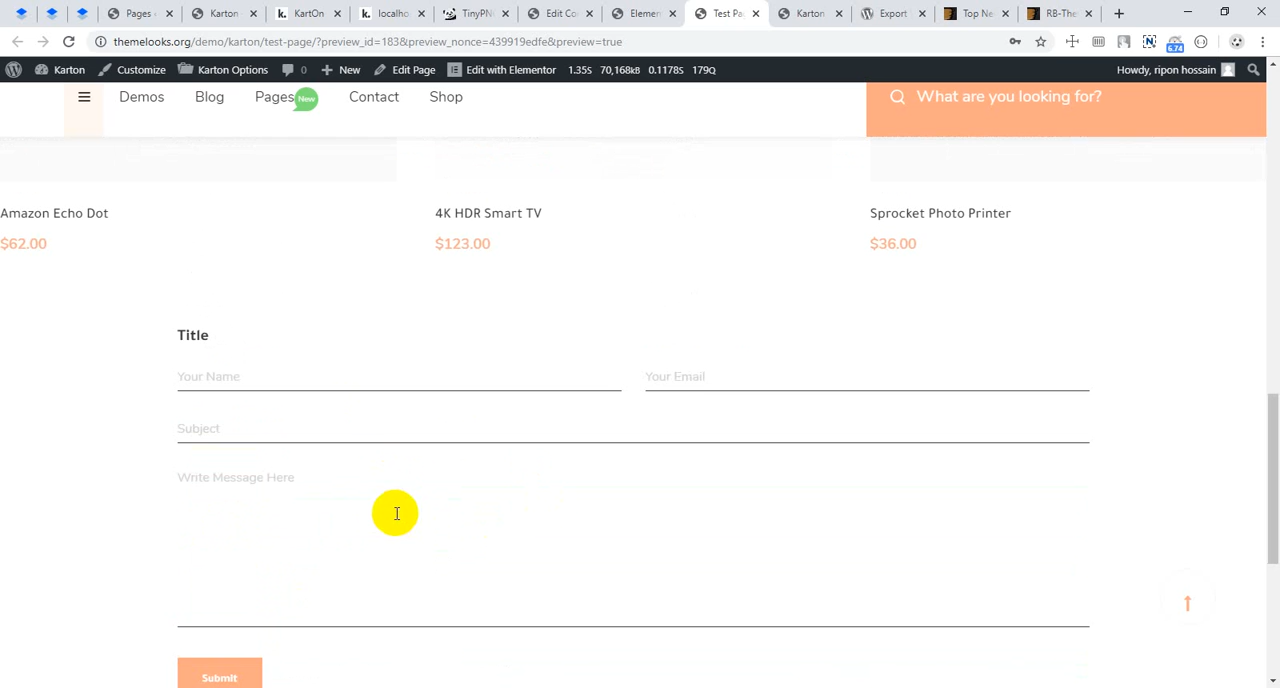 Pages
Karton
KartOn
localho
TinyPN
Edit Co
Elemen
Test Pa
Karton
Export
Top Ne
RB-The
themelooks.org/demo/karton/test-page/?preview_id=183&preview_nonce=439919edfe&preview=true
6.74
Karton Customize Karton Options 0 New Edit Page Edit with Elementor 1.35S 70,168kB 0.1178S 179Q Howdy, ripon hossain
Demos Blog Pages New Contact Shop What are you looking for?
Amazon Echo Dot 4K HDR Smart TV Sprocket Photo Printer
$62.00 $123.00 $36.00
Title
Your Name Your Email
Subject
Write Message Here
Submit